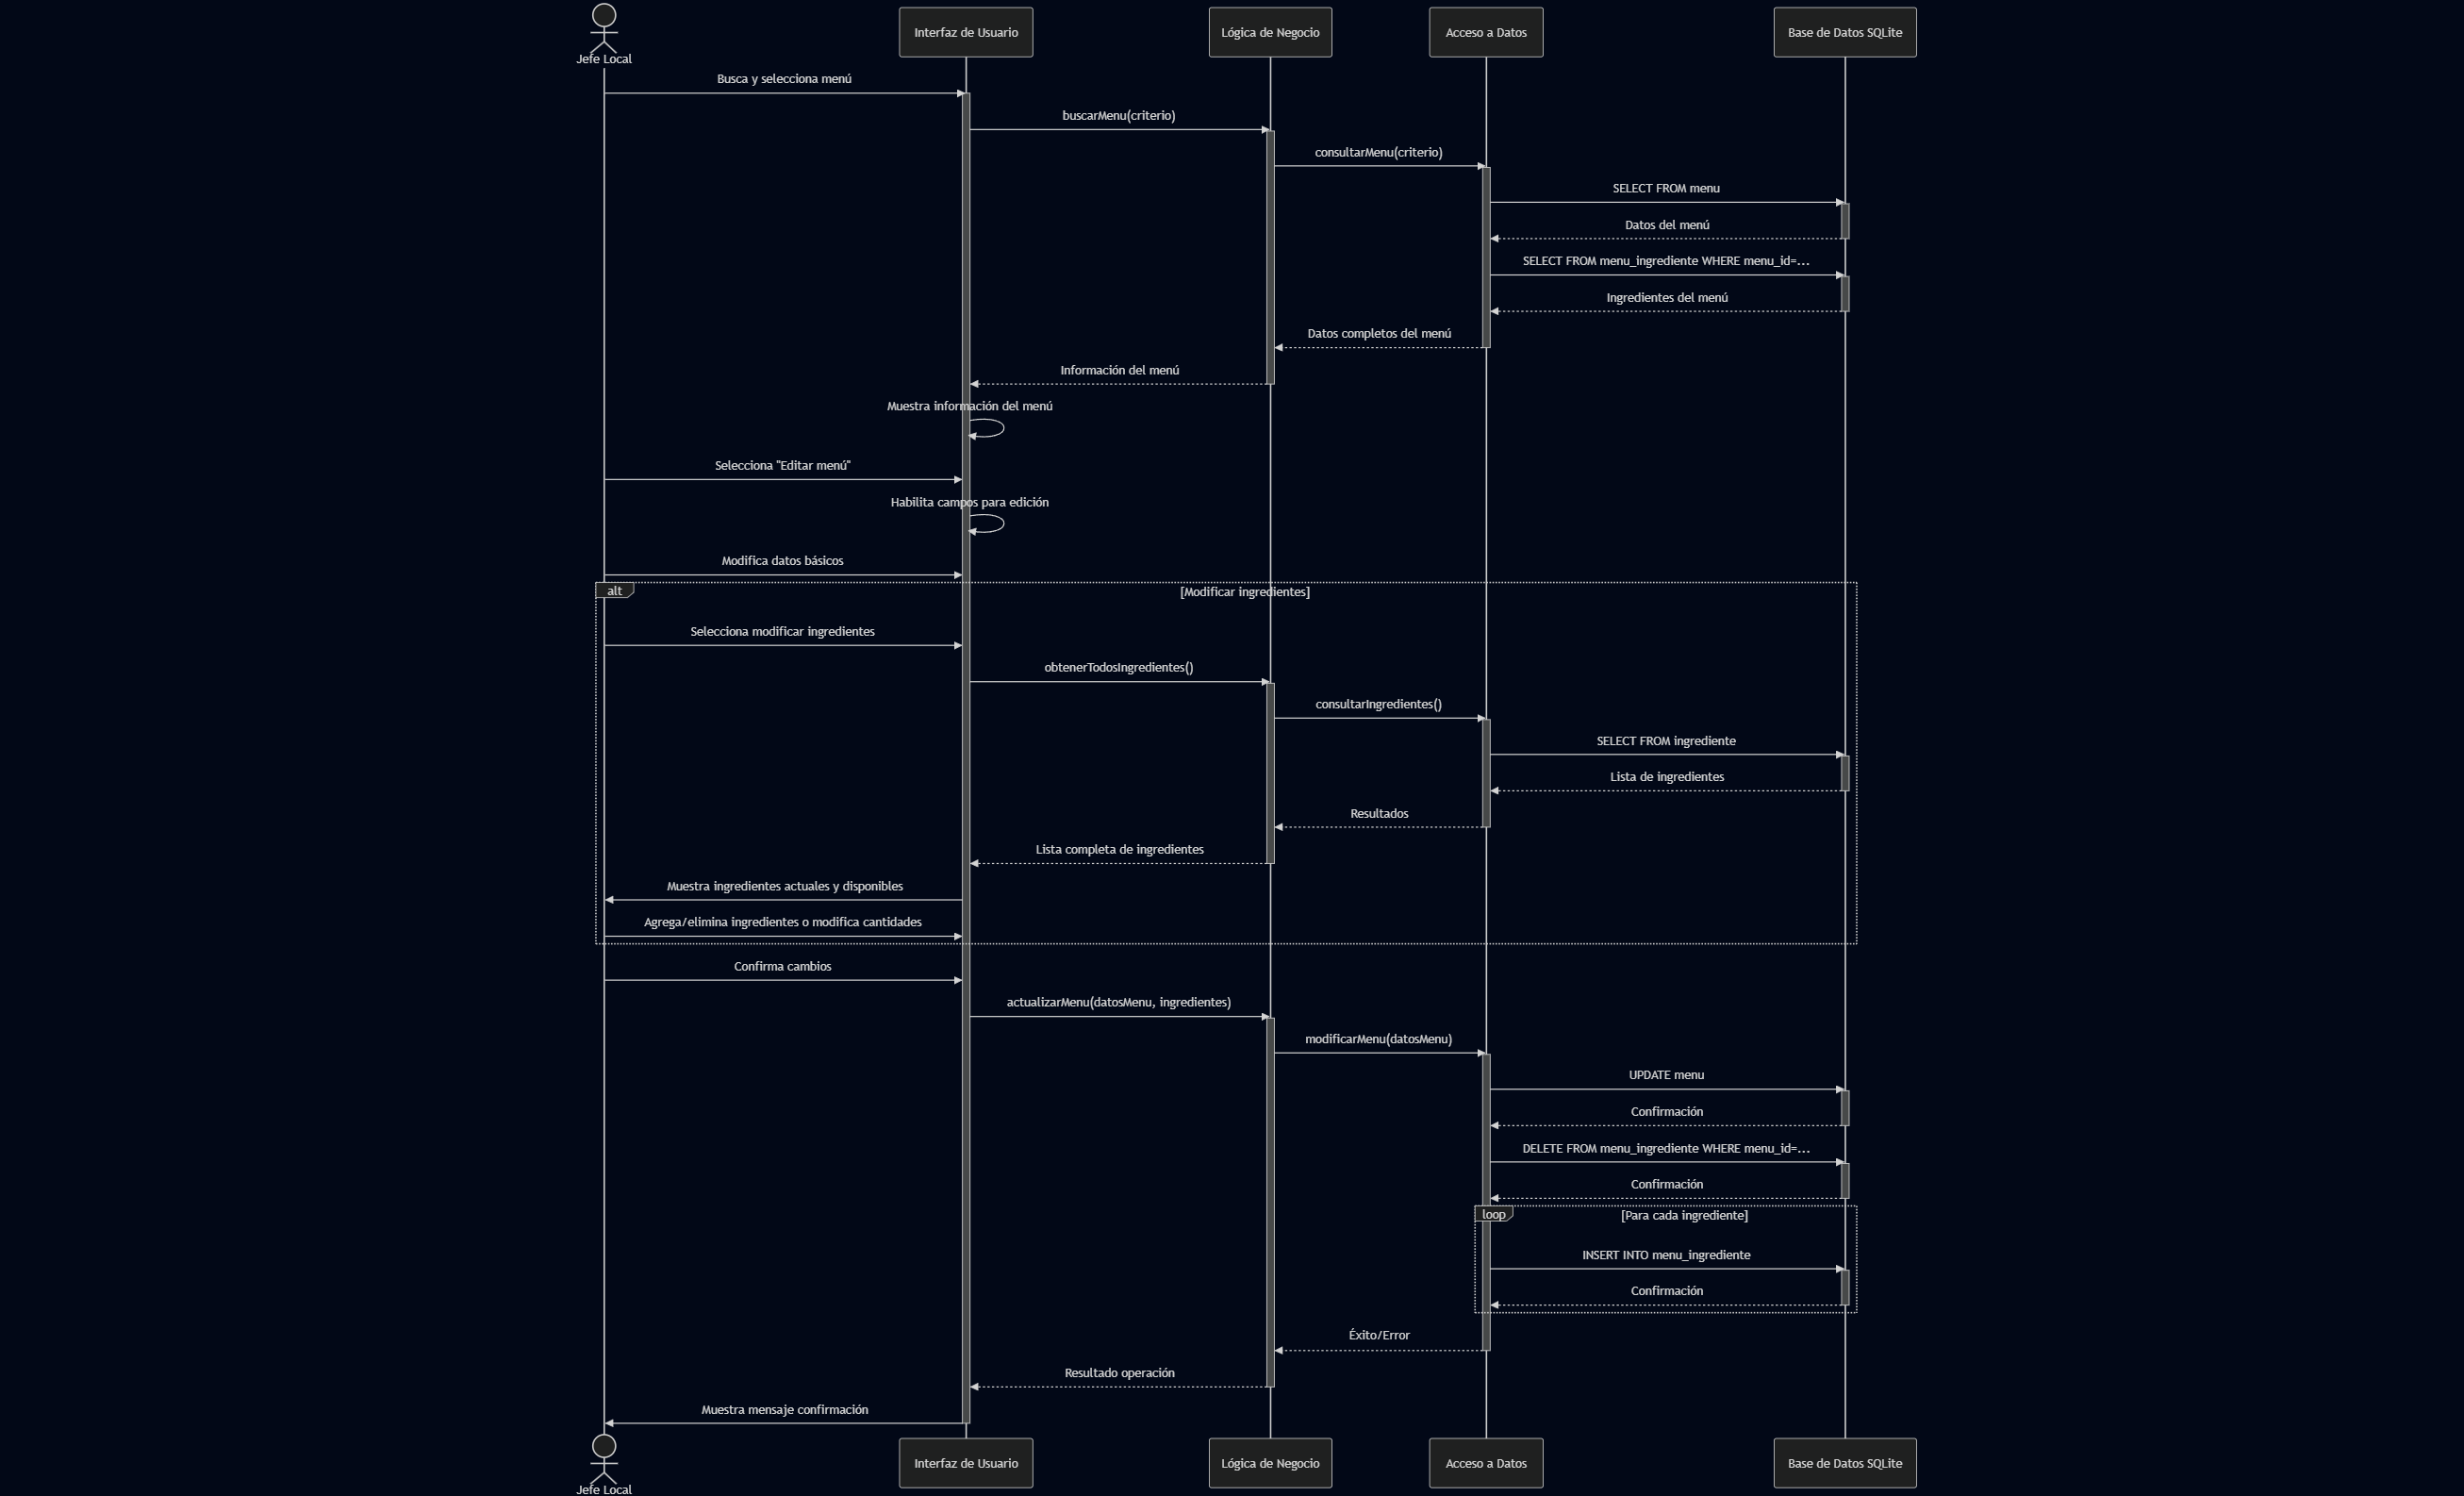 Jefe Local
Interfaz de Usuario
Lógica de Negocio
Acceso a Datos
Base de Datos SQLite
Busca y selecciona menú
buscarMenu(criterio)
consultarMenu(criterio)
SELECT FROM menu
Datos del menú
SELECT FROM menu_ingrediente WHERE menu_id=...
Ingredientes del menú
Datos completos del menú
Información del menú
Muestra información del menú
Selecciona "Editar menú"
Habilita campos para edición
Modifica datos básicos
alt
[Modificar ingredientes]
Selecciona modificar ingredientes
obtenerTodosIngredientes()
consultarIngredientes()
SELECT FROM ingrediente
Lista de ingredientes
Resultados
Lista completa de ingredientes
Muestra ingredientes actuales y disponibles
Agrega/elimina ingredientes o modifica cantidades
Confirma cambios
actualizarMenu(datosMenu, ingredientes)
modificarMenu(datosMenu)
UPDATE menu
Confirmación
DELETE FROM menu_ingrediente WHERE menu_id=...
Confirmación
loop
[Para cada ingrediente]
INSERT INTO menu_ingrediente
Confirmación
Éxito/Error
Resultado operación
Muestra mensaje confirmación
Jefe Local
Interfaz de Usuario
Lógica de Negocio
Acceso a Datos
Base de Datos SQLite